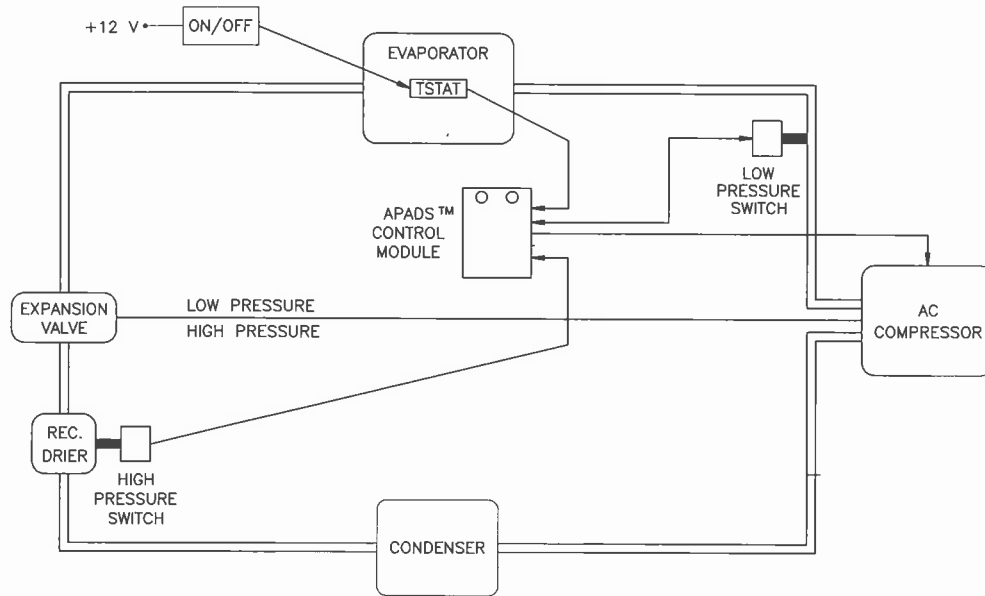 +12 V
ON/OFF
EVAPORATOR
TSTAT
LOW
PRESSURE
SWITCH
APADS™
CONTROL
MODULE
EXPANSION
VALVE
LOW PRESSURE
HIGH PRESSURE
AC
COMPRESSOR
REC.
DRIER
HIGH
PRESSURE
SWITCH
CONDENSER